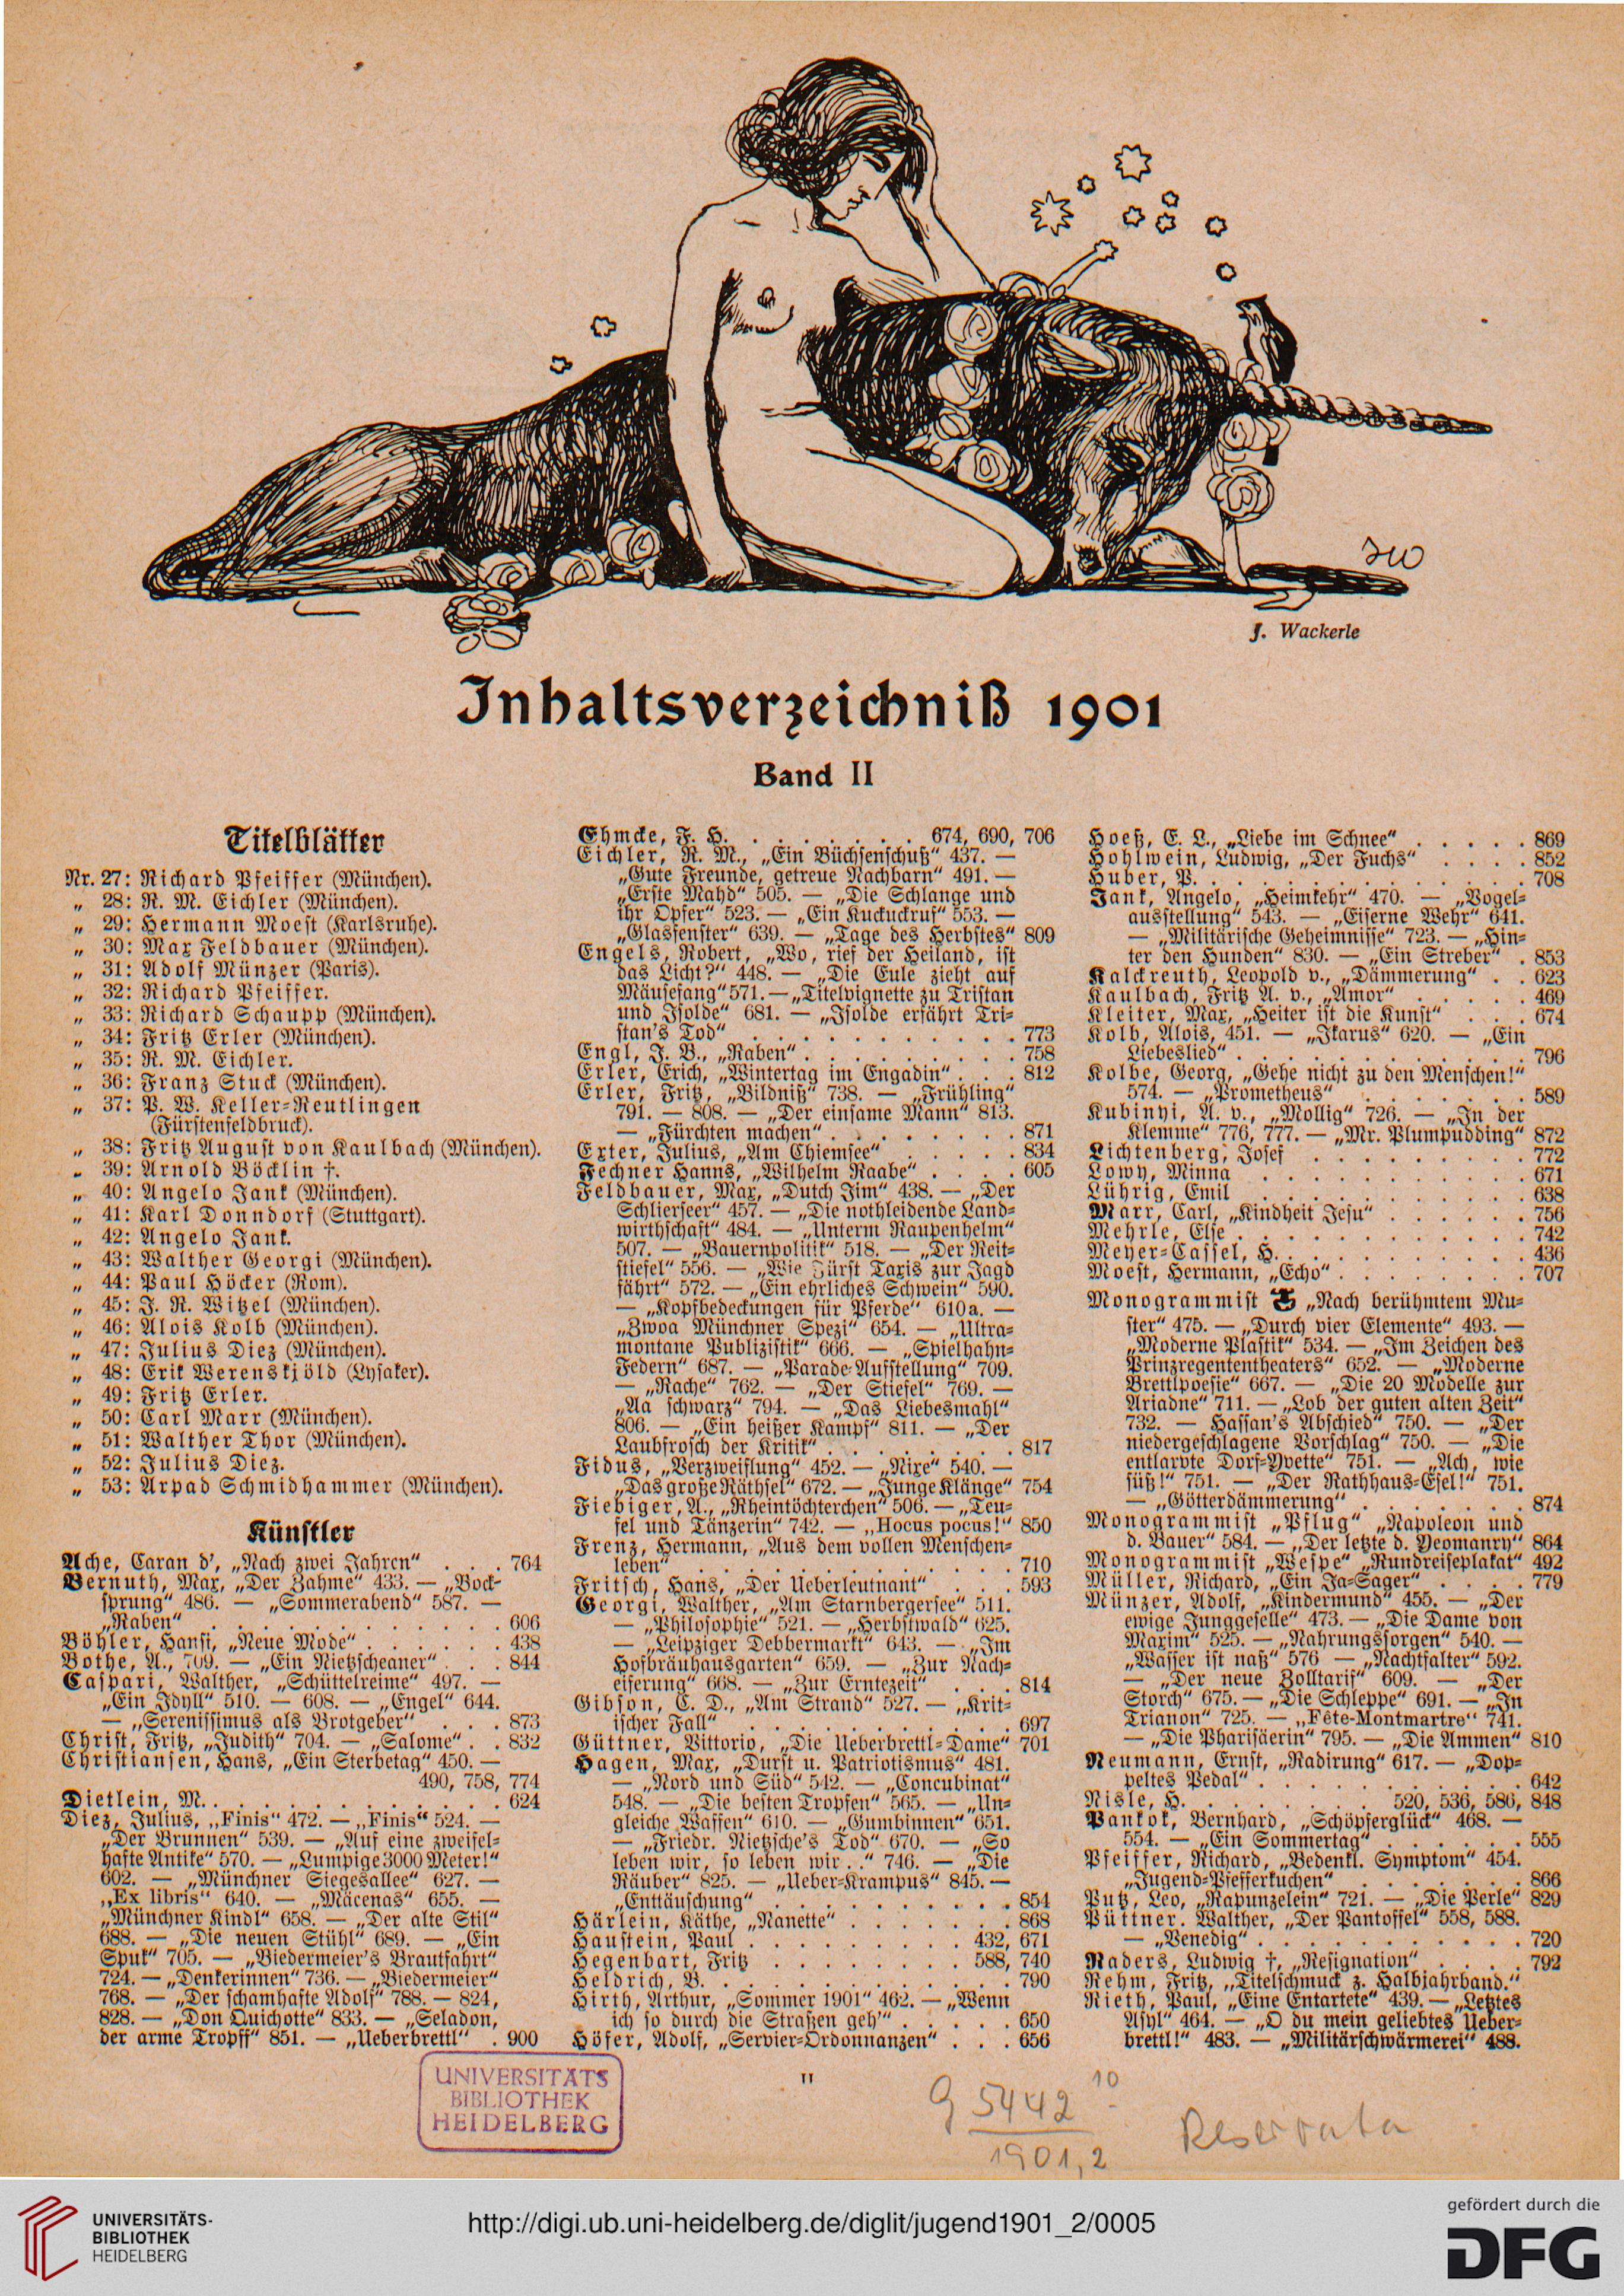 J. Wackerle
Inhaltsverzeichniß 1901
Band II
Titelblätter
Nr. 27: Richard Pfeiffer (München).
„ 28: R. M. Eichler (München).
„ 29: Hermann Moest (Karlsruhe).
„ 30: Max Feldbauer (München).
„ 31: Adolf Münzer (Paris).
„ 32: Richard Pfeiffer.
„ 33: Richard Schaupp (München).
„ 34: Fritz Erler (München).
„ 35: R. M. Eichler.
„ 36: Franz Stuck (München).
„ 37: P. W. Keller-Reutlingen
(Fürstenfeldbruck).
„ 38: Fritz August von Kaulbach (München).
„ 39: Arnold Böcklin †.
„ 40: Angelo Jank (München).
„ 41: Karl Donndorf (Stuttgart).
„ 42: Angelo Jank.
„ 43: Walther Georgi (München).
„ 44: Paul Höcker (Rom).
„ 45: J. R. Witzel (München).
„ 46: Alois Kolb (München).
„ 47: Julius Diez (München).
„ 48: Erik Werenskjöld (Lysaker).
„ 49: Fritz Erler.
„ 50: Carl Marr (München).
„ 51: Walther Thor (München).
„ 52: Julius Diez.
„ 53: Arpad Schmidhammer (München).
Künstler
Ache, Caran d', „Nach zwei Jahren“ . . . 764
Bernuth, Max, „Der Zahme“ 433. — „Bock-
sprung“ 486. — „Sommerabend“ 587. —
„Raben“ . . . . . . . . . . . . . 606
Böhler, Hansi, „Neue Mode“ . . . . . . 438
Bothe, A., 709. — „Ein Nietzscheaner“ . . . 844
Caspari, Walther, „Schüttelreime“ 497. —
„Ein Idyll“ 510. — 608. — „Engel“ 644.
— „Serenissimus als Brotgeber“ . . . 873
Christ, Fritz, „Judith“ 704. — „Salome“ . . 832
Christiansen, Hans, „Ein Sterbetag“ 450. —
490, 758, 774
Dietlein, M. . . . . . . . . . . . . 624
Diez, Julius, „Finis“ 472. — „Finis“ 524. —
„Der Brunnen“ 539. — „Auf eine zweifel-
hafte Antike“ 570. — „Lumpige 3000 Meter!“
602. — „Münchner Siegesallee“ 627. —
„Ex libris“ 640. — „Mäcenas“ 655. —
„Münchner Kindl“ 658. — „Der alte Stil“
688. — „Die neuen Stühl“ 689. — „Ein
Spuk“ 705. — „Biedermeier's Brautfahrt“
724. — „Denkerinnen“ 736. — „Biedermeier“
768. — „Der schamhafte Adolf“ 788. — 824,
828. — „Don Quichotte“ 833. — „Seladon,
der arme Tropff“ 851. — „Ueberbrettl“ . 900
Ehmcke, F. H. . . . . . . . . 674, 690, 706
Eichler, R. M., „Ein Büchsenschuß“ 437. —
„Gute Freunde, getreue Nachbarn“ 491. —
„Erste Mahd“ 505. — „Die Schlange und
ihr Opfer“ 523. — „Ein Kuckuckruf“ 553. —
„Glasfenster“ 639. — „Tage des Herbstes“ 809
Engels, Robert, „Wo, rief der Heiland, ist
das Licht?“ 448. — „Die Eule zieht auf
Mäusefang“ 571. — „Titelvignette zu Tristan
und Isolde“ 681. — „Isolde erfährt Tri-
stan's Tod“ . . . . . . . . . . . . 773
Engl, J. B., „Raben“ . . . . . . . . . 758
Erler, Erich, „Wintertag im Engadin“ . . . 812
Erler, Fritz, „Bildniß“ 738. — „Frühling“
791. — 808. — „Der einsame Mann“ 813.
— „Fürchten machen“ . . . . . . . . 871
Exter, Julius, „Am Chiemsee“ . . . . . 834
Fechner Hanns, „Wilhelm Raabe“ . . . . 605
Feldbauer, Max, „Dutch Jim“ 438. — „Der
Schlierseer“ 457. — „Die nothleidende Land-
wirthschaft“ 484. — „Unterm Raupenhelm“
507. — „Bauernpolitik“ 518. — „Der Reit-
stiefel“ 556. — „Wie Fürst Taxis zur Jagd
fährt“ 572. — „Ein ehrliches Schwein“ 590.
— „Kopfbedeckungen für Pferde“ 610a. —
„Zwoa Münchner Spezi“ 654. — „Ultra-
montane Publizistik“ 666. — „Spielhahn-
Federn“ 687. — „Parade-Aufstellung“ 709.
— „Rache“ 762. — „Der Stiefel“ 769. —
„Aa schwarz“ 794. — „Das Liebesmahl“
806. — „Ein heißer Kampf“ 811. — „Der
Laubfrosch der Kritik“ . . . . . . . . 817
Fidus, „Verzweiflung“ 452. — „Nixe“ 540. —
„Das große Räthsel“ 672. — „Junge Klänge“ 754
Fiebiger, A., „Rheintöchterchen“ 506. — „Teu-
fel und Tänzerin“ 742. — „Hocus pocus!“ 850
Frenz, Hermann, „Aus dem vollen Menschen-
leben“ . . . . . . . . . . . . . . 710
Fritsch, Hans, „Der Ueberleutnant“ . . . 593
Georgi, Walther, „Am Starnbergersee“ 511.
— „Philosophie“ 521. — „Herbstwald“ 625.
— „Leipziger Debbermarkt“ 643. — „Im
Hofbräuhausgarten“ 659. — „Zur Nach-
eiferung“ 668. — „Zur Erntezeit“ . . . 814
Gibson, C. D., „Am Strand“ 527. — „Krit-
ischer Fall“ . . . . . . . . . . . . 697
Güttner, Vittorio, „Die Ueberbrettl-Dame“ 701
Hagen, Max, „Durst u. Patriotismus“ 481.
— „Nord und Süd“ 542. — „Concubinat“
548. — „Die besten Tropfen“ 565. — „Un-
gleiche Waffen“ 610. — „Gumbinnen“ 651.
— „Friedr. Nietzsche's Tod“ 670. — „So
leben wir, so leben wir . .“ 746. — „Die
Räuber“ 825. — „Ueber-Krampus“ 845. —
„Enttäuschung“ . . . . . . . . . . 854
Härlein, Käthe, „Nanette“ . . . . . . . 868
Haustein, Paul . . . . . . . . . . 432, 671
Hegenbart, Fritz . . . . . . . . 588, 740
Heldrich, B. . . . . . . . . . . . . 790
Hirth, Arthur, „Sommer 1901“ 462. — „Wenn
ich so durch die Straßen geh'“ . . . . . 650
Höfer, Adolf, „Servier-Ordonnanzen“ . . . 656
Hoeß, E. L., „Liebe im Schnee“ . . . . . 869
Hohlwein, Ludwig, „Der Fuchs“ . . . . 852
Huber, P. . . . . . . . . . . . . . 708
Jank, Angelo, „Heimkehr“ 470. — „Vogel-
ausstellung“ 543. — „Eiserne Wehr“ 641.
— „Militärische Geheimnisse“ 723. — „Hin-
ter den Hunden“ 830. — „Ein Streber“ . 853
Kalckreuth, Leopold v., „Dämmerung“ . . 623
Kaulbach, Fritz A. v., „Amor“ . . . . . 469
Kleiter, Max, „Heiter ist die Kunst“ . . . 674
Kolb, Alois, 451. — „Ikarus“ 620. — „Ein
Liebeslied“ . . . . . . . . . . . . 796
Kolbe, Georg, „Gehe nicht zu den Menschen!“
574. — „Prometheus“ . . . . . . . 589
Kubinyi, A. v., „Mollig“ 726. — „In der
Klemme“ 776, 777. — „Mr. Plumpudding“ 872
Lichtenberg, Josef . . . . . . . . . 772
Lowy, Minna . . . . . . . . . . . . 671
Lührig, Emil . . . . . . . . . . . . 638
Marr, Carl, „Kindheit Jesu“ . . . . . . 756
Mehrle, Else . . . . . . . . . . . . 742
Meyer-Cassel, H. . . . . . . . . . . 436
Moest, Hermann, „Echo“ . . . . . . . . 707
Monogrammist „Nach berühmtem Mu-
ster“ 475. — „Durch vier Elemente“ 493. —
„Moderne Plastik“ 534. — „Im Zeichen des
Prinzregententheaters“ 652. — „Moderne
Brettlpoesie“ 667. — „Die 20 Modelle zur
Ariadne“ 711. — „Lob der guten alten Zeit“
732. — Hassan's Abschied“ 750. — „Der
niedergeschlagene Vorschlag“ 750. — „Die
entlarvte Dorf-Yvette“ 751. — „Ach, wie
süß!“ 751. — „Der Rathhaus-Esel!“ 751.
— „Götterdämmerung“ . . . . . . . 874
Monogrammist „Pflug“ „Napoleon und
d. Bauer“ 584. — „Der letzte d. Yeomanry“ 864
Monogrammist „Wespe“ „Rundreiseplakat“ 492
Müller, Richard, „Ein Ja-Sager“ . . . . 779
Münzer, Adolf, „Kindermund“ 455. — „Der
ewige Junggeselle“ 473. — „Die Dame von
Maxim“ 525. — „Nahrungssorgen“ 540. —
„Wasser ist naß“ 576 — „Nachtfalter“ 592.
— „Der neue Zolltarif“ 609. — „Der
Storch“ 675. — „Die Schleppe“ 691. — „In
Trianon“ 725. — „Fête-Montmartre“ 741.
— „Die Pharisäerin“ 795. — „Die Ammen“ 810
Neumann, Ernst, „Radirung“ 617. — „Dop-
peltes Pedal“ . . . . . . . . . . . 642
Nisle, H. . . . . . . . . 520, 536, 586, 848
Pankok, Bernhard, „Schöpferglück“ 468. —
554. — „Ein Sommertag“ . . . . . . 555
Pfeiffer, Richard, „Bedenkl. Symptom“ 454.
„Jugend-Pfefferkuchen“ . . . . . . 866
Putz, Leo, „Rapunzelein“ 721. — „Die Perle“ 829
Püttner. Walther, „Der Pantoffel“ 558, 588.
— „Venedig“ . . . . . . . . . . . 720
Raders, Ludwig †, „Resignation“ . . . . 792
Rehm, Fritz, „Titelschmuck z. Halbjahrband.“
Rieth, Paul, „Eine Entartete“ 439. — „Letztes
Asyl“ 464. — „O du mein geliebtes Ueber-
brettl!“ 483. — „Militärschwärmerei“ 488.
II
UNIVERSITÄTS
BIBLIOTHEK
HEIDELBERG
G 5442 10
1901,2
Reservata
UNIVERSITÄTS-
BIBLIOTHEK
HEIDELBERG
http://digi.ub.uni-heidelberg.de/diglit/jugend1901_2/0005
gefördert durch die
DFG